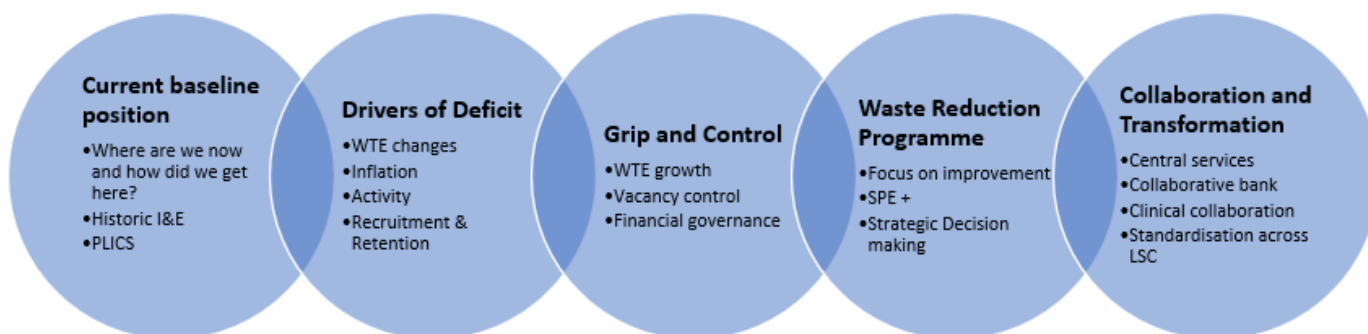 Current baseline
position
•Where are we now
and how did we get
here?
•Historic I&E
•PLICS
Drivers of Deficit
•WTE changes
•Inflation
•Activity
•Recruitment &
Retention
Grip and Control
•WTE growth
•Vacancy control
•Financial governance
Waste Reduction
Programme
•Focus on improvement
•SPE +
•Strategic Decision
making
Collaboration and
Transformation
•Central services
•Collaborative bank
•Clinical collaboration
•Standardisation across
LSC